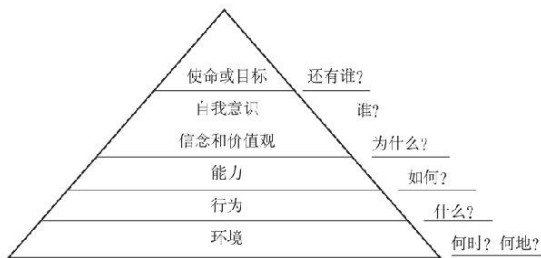 使命或目标 还有谁?
自我意识 谁?
信念和价值观 为什么?
能力 如何?
行为 什么?
环境 何时? 何地?